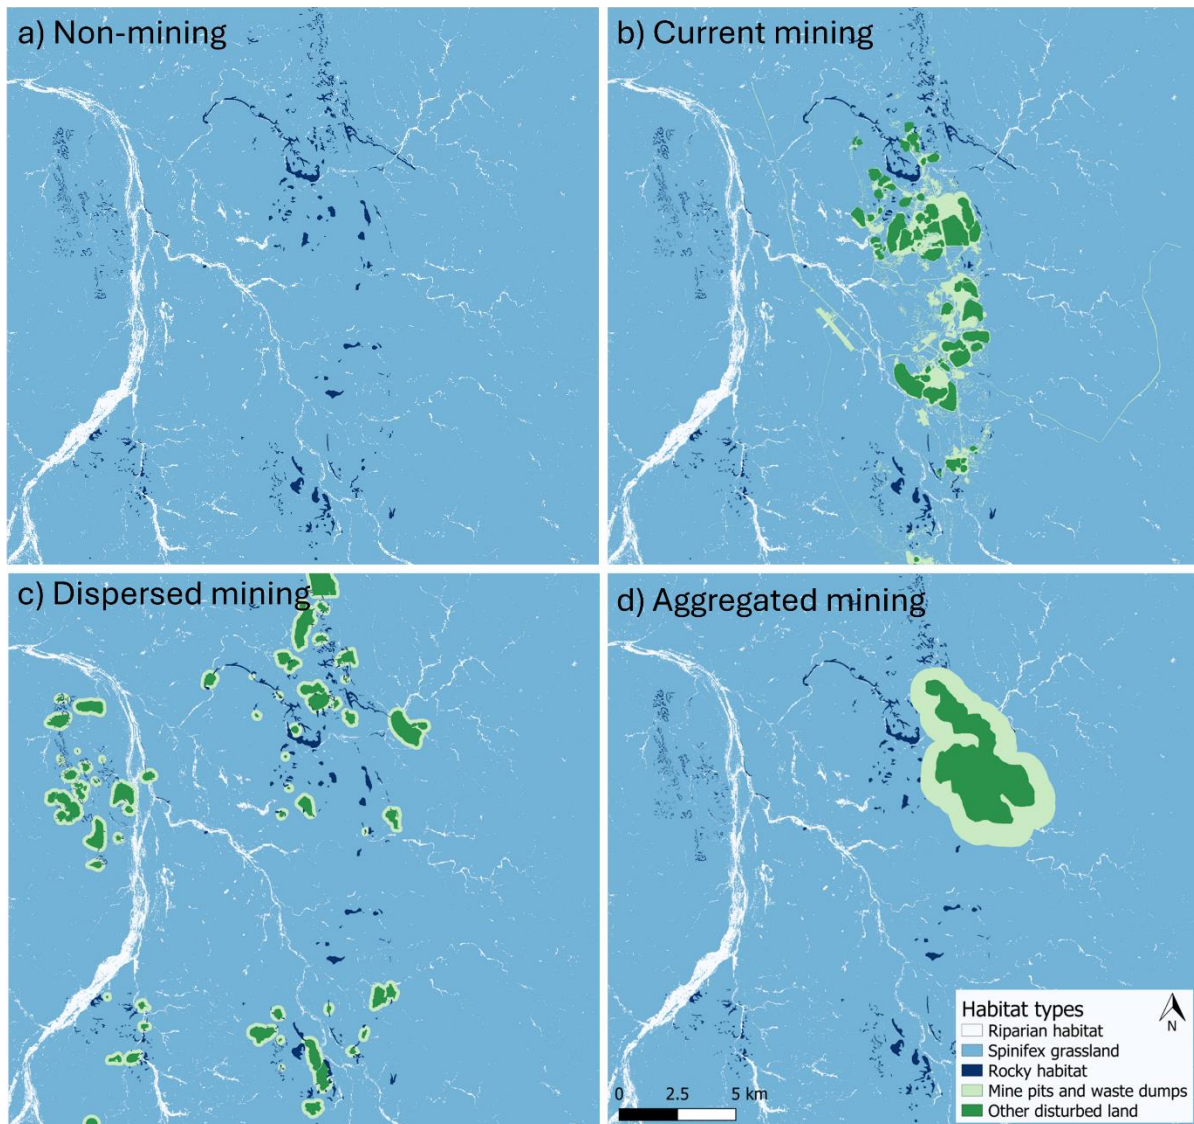 a) Non-mining
b) Current mining
c) Dispersed mining
d) Aggregated mining
Habitat types
Riparian habitat
Spinifex grassland
Rocky habitat
Mine pits and waste dumps
Other disturbed land
N
0 2.5 5 km